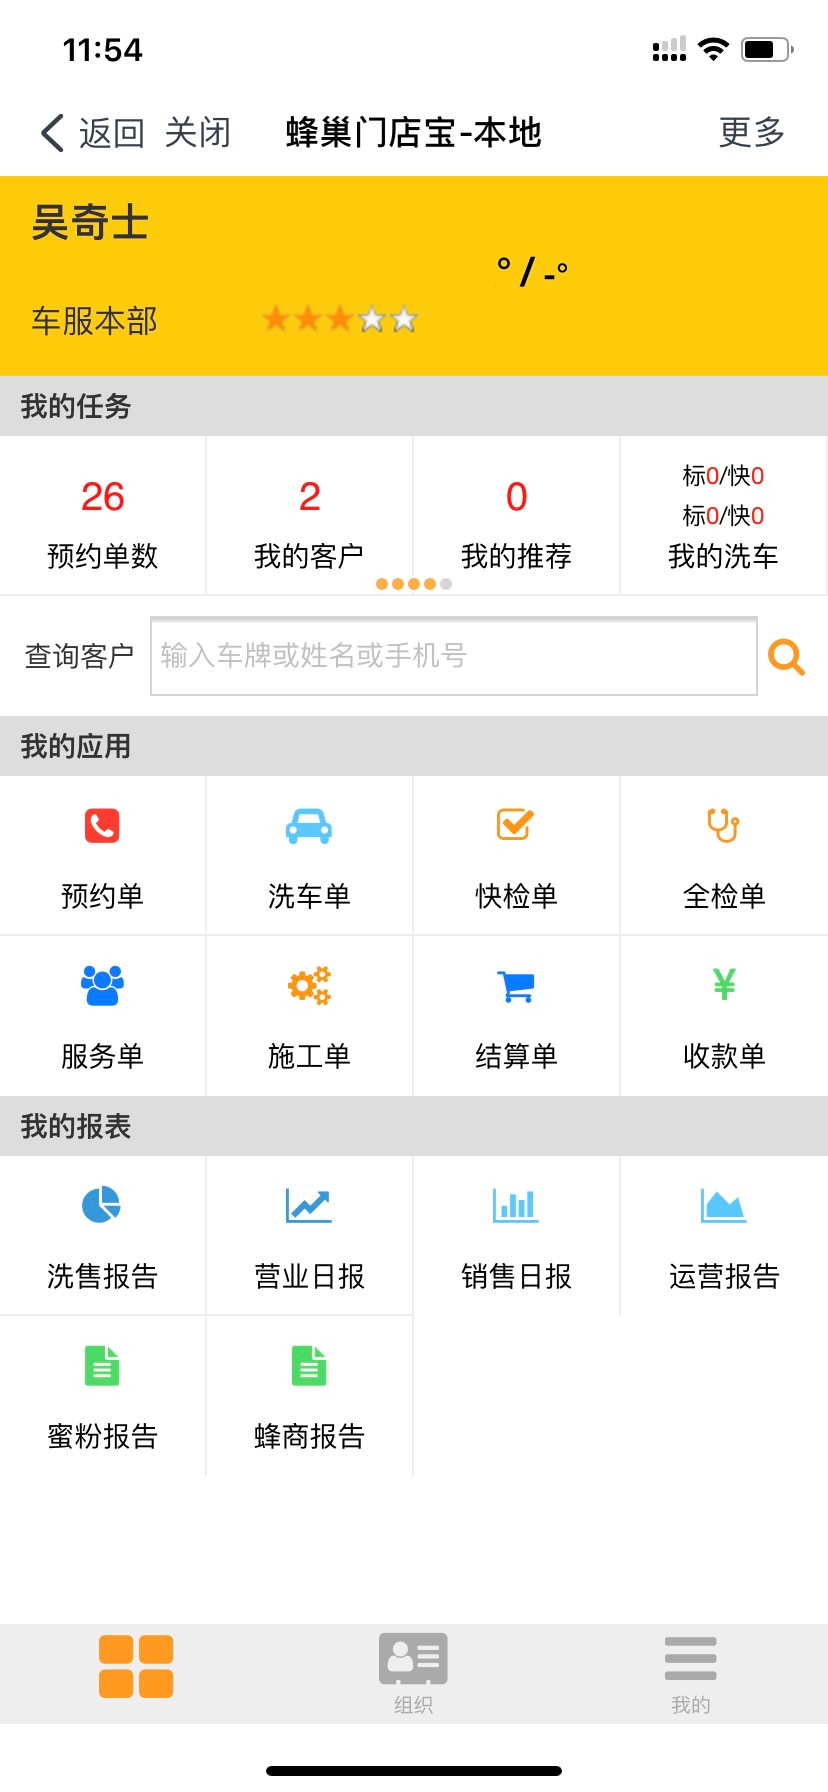 11:54
返回 关闭 蜂巢门店宝-本地 更多
吴奇士
° / -°
车服本部
我的任务
26 2 0 标0/快0
标0/快0
预约单数 我的客户 我的推荐 我的洗车
查询客户 输入车牌或姓名或手机号
我的应用
预约单 洗车单 快检单 全检单
¥
服务单 施工单 结算单 收款单
我的报表
洗售报告 营业日报 销售日报 运营报告
蜜粉报告 蜂商报告
组织 我的